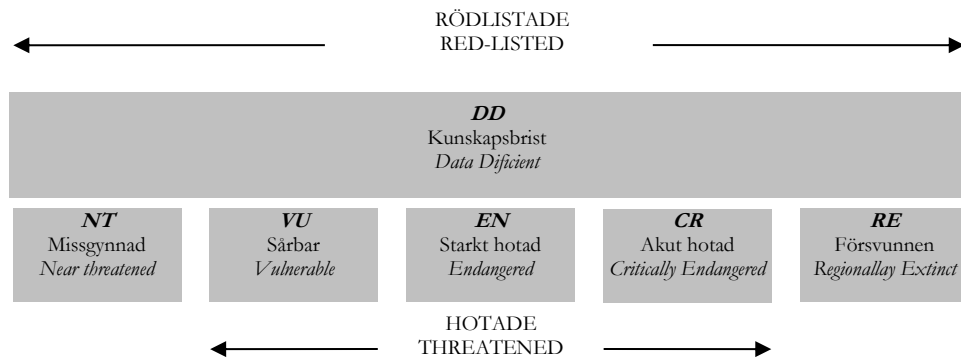 RÖDLISTADE
RED-LISTED
DD
Kunskapsbrist
Data Dificient
NT
Missgynnad
Near threatened
VU
Sårbar
Vulnerable
EN
Starkt hotad
Endangered
CR
Akut hotad
Critically Endangered
RE
Försvunnen
Regionallay Extinct
HOTADE
THREATENED